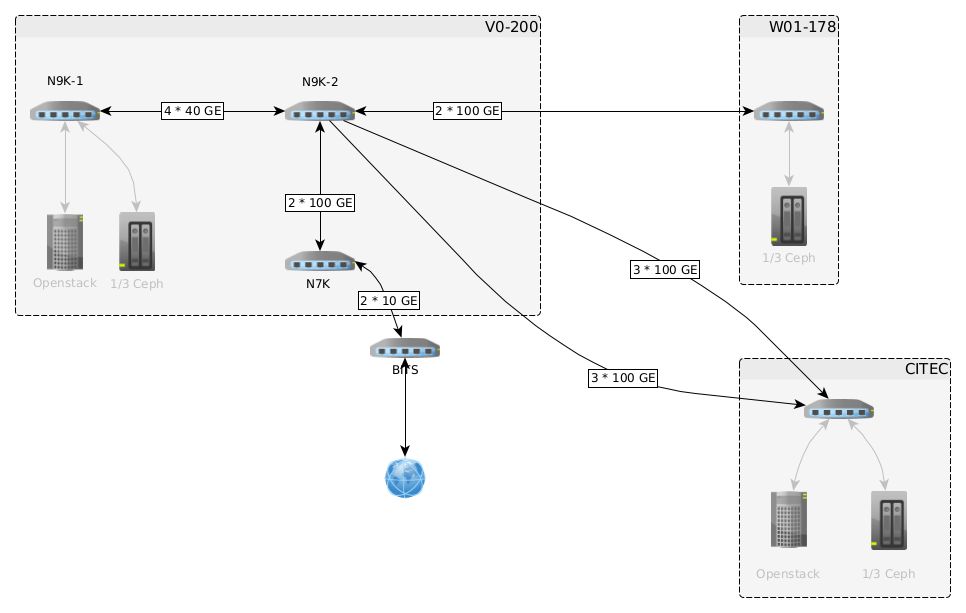 V0-200
W01-178
N9K-1
N9K-2
4 * 40 GE
2 * 100 GE
2 * 100 GE
Openstack
1/3 Ceph
N7K
1/3 Ceph
3 * 100 GE
2 * 10 GE
BITS
3 * 100 GE
CITEC
Openstack
1/3 Ceph